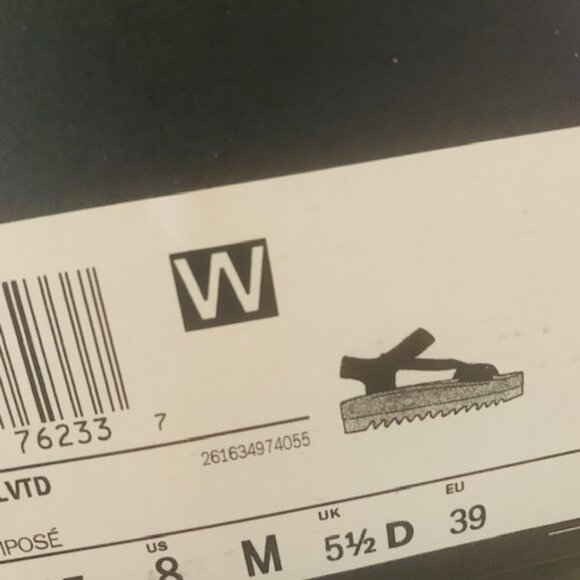 W
76233 7
261634974055
LVTD
MPOSÉ
US UK EU
8 M 5½ D 39